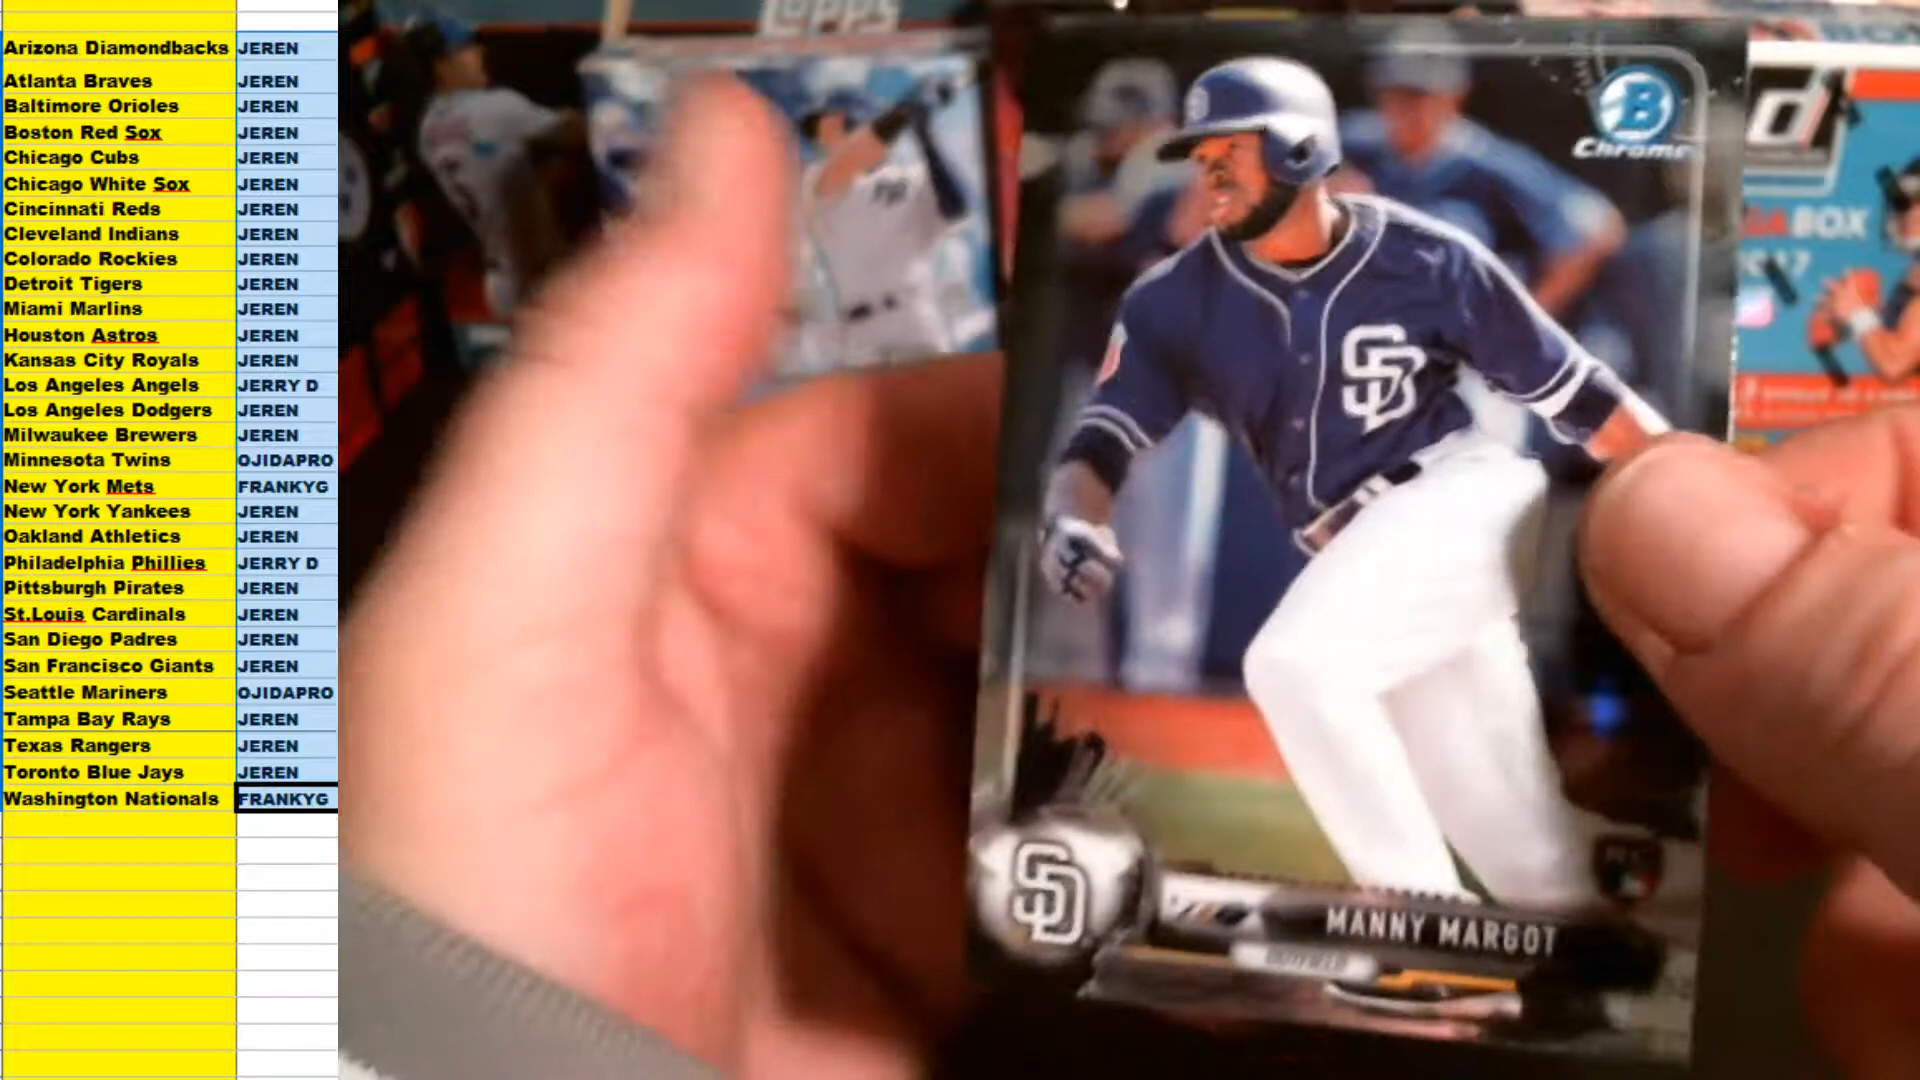 Arizona Diamondbacks JEREN
Atlanta Braves JEREN
Baltimore Orioles JEREN
Boston Red Sox JEREN
Chicago Cubs JEREN
Chicago White Sox JEREN
Cincinnati Reds JEREN
Cleveland Indians JEREN
Colorado Rockies JEREN
Detroit Tigers JEREN
Miami Marlins JEREN
Houston Astros JEREN
Kansas City Royals JEREN
Los Angeles Angels JERRY D
Los Angeles Dodgers JEREN
Milwaukee Brewers JEREN
Minnesota Twins OJIDAPRO
New York Mets FRANKYG
New York Yankees JEREN
Oakland Athletics JEREN
Philadelphia Phillies JERRY D
Pittsburgh Pirates JEREN
St.Louis Cardinals JEREN
San Diego Padres JEREN
San Francisco Giants JEREN
Seattle Mariners OJIDAPRO
Tampa Bay Rays JEREN
Texas Rangers JEREN
Toronto Blue Jays JEREN
Washington Nationals FRANKYG
Topps
B
Chrome
SD
SD
MANNY MARGOT
OUTFIELD
d
BOX